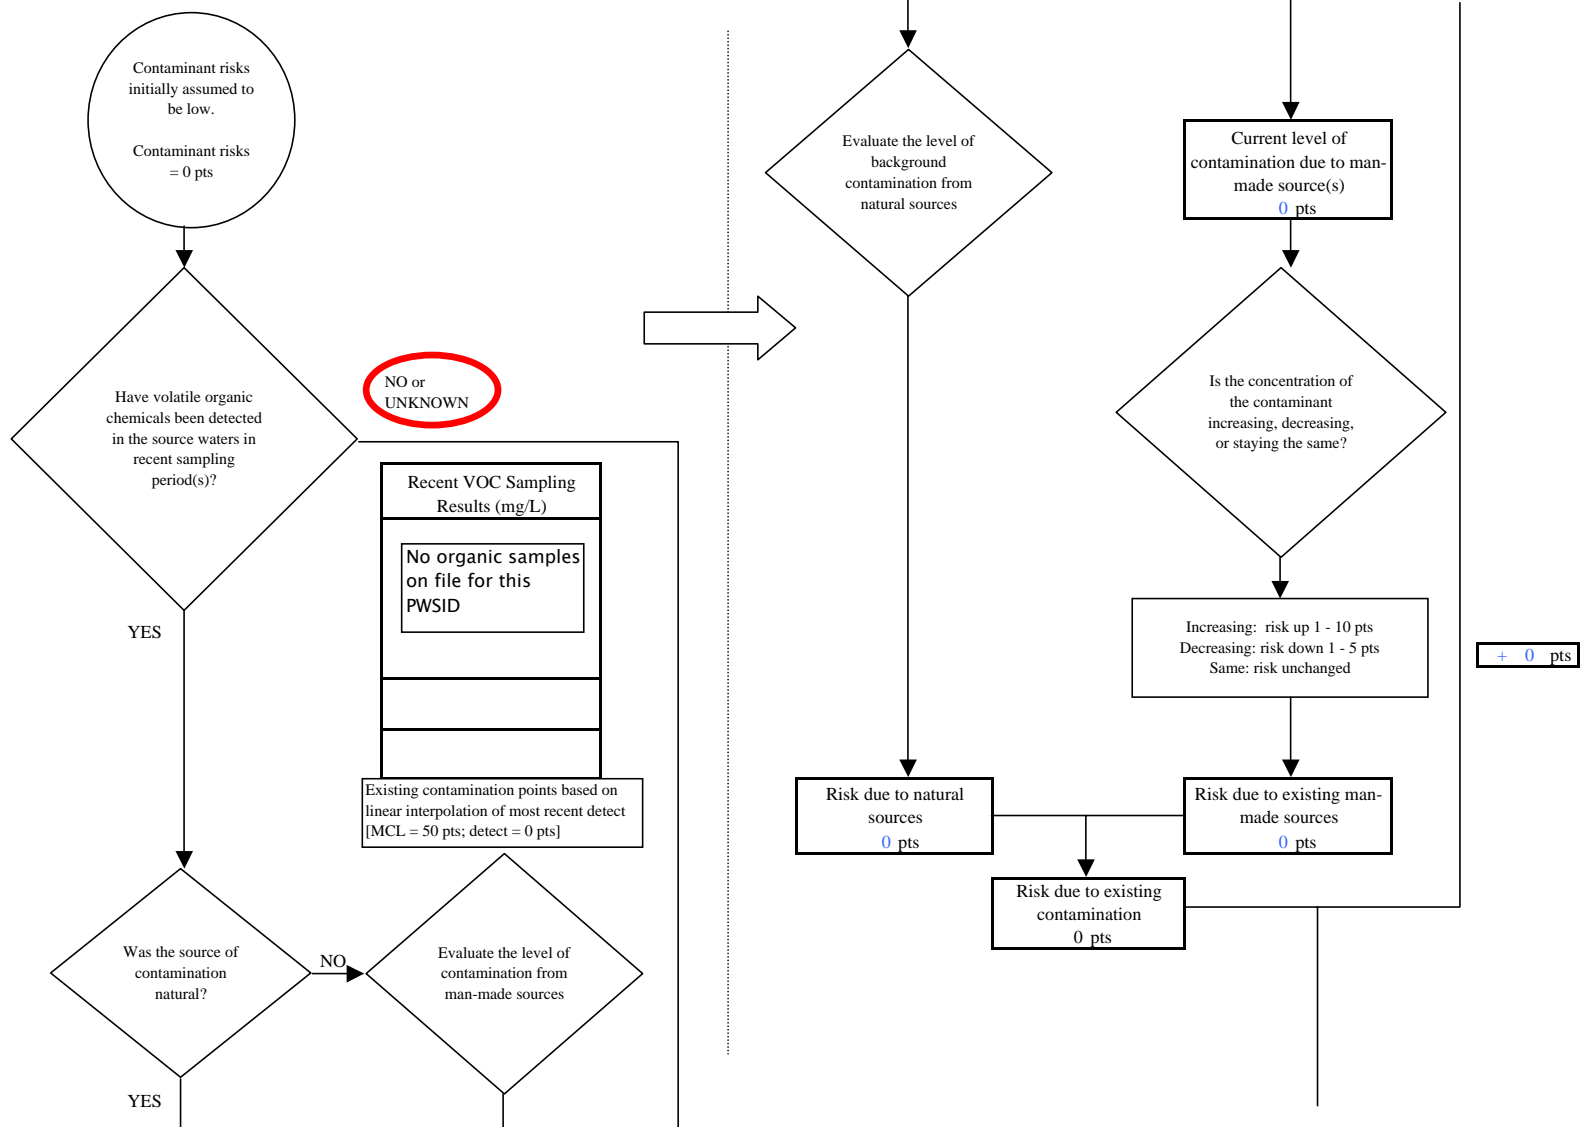 Contaminant risks
initially assumed to
be low.
Contaminant risks
= 0 pts
Have volatile organic
chemicals been detected
in the source waters in
recent sampling
period(s)?
NO or
UNKNOWN
Recent VOC Sampling
Results (mg/L)
No organic samples
on file for this
PWSID
YES
Existing contamination points based on
linear interpolation of most recent detect
[MCL = 50 pts; detect = 0 pts]
Was the source of
contamination
natural?
NO
Evaluate the level of
contamination from
man-made sources
YES
Evaluate the level of
background
contamination from
natural sources
Current level of
contamination due to man-
made source(s)
0 pts
Is the concentration of
the contaminant
increasing, decreasing,
or staying the same?
Increasing: risk up 1 - 10 pts
Decreasing: risk down 1 - 5 pts
Same: risk unchanged
+ 0 pts
Risk due to natural
sources
0 pts
Risk due to existing man-
made sources
0 pts
Risk due to existing
contamination
0 pts